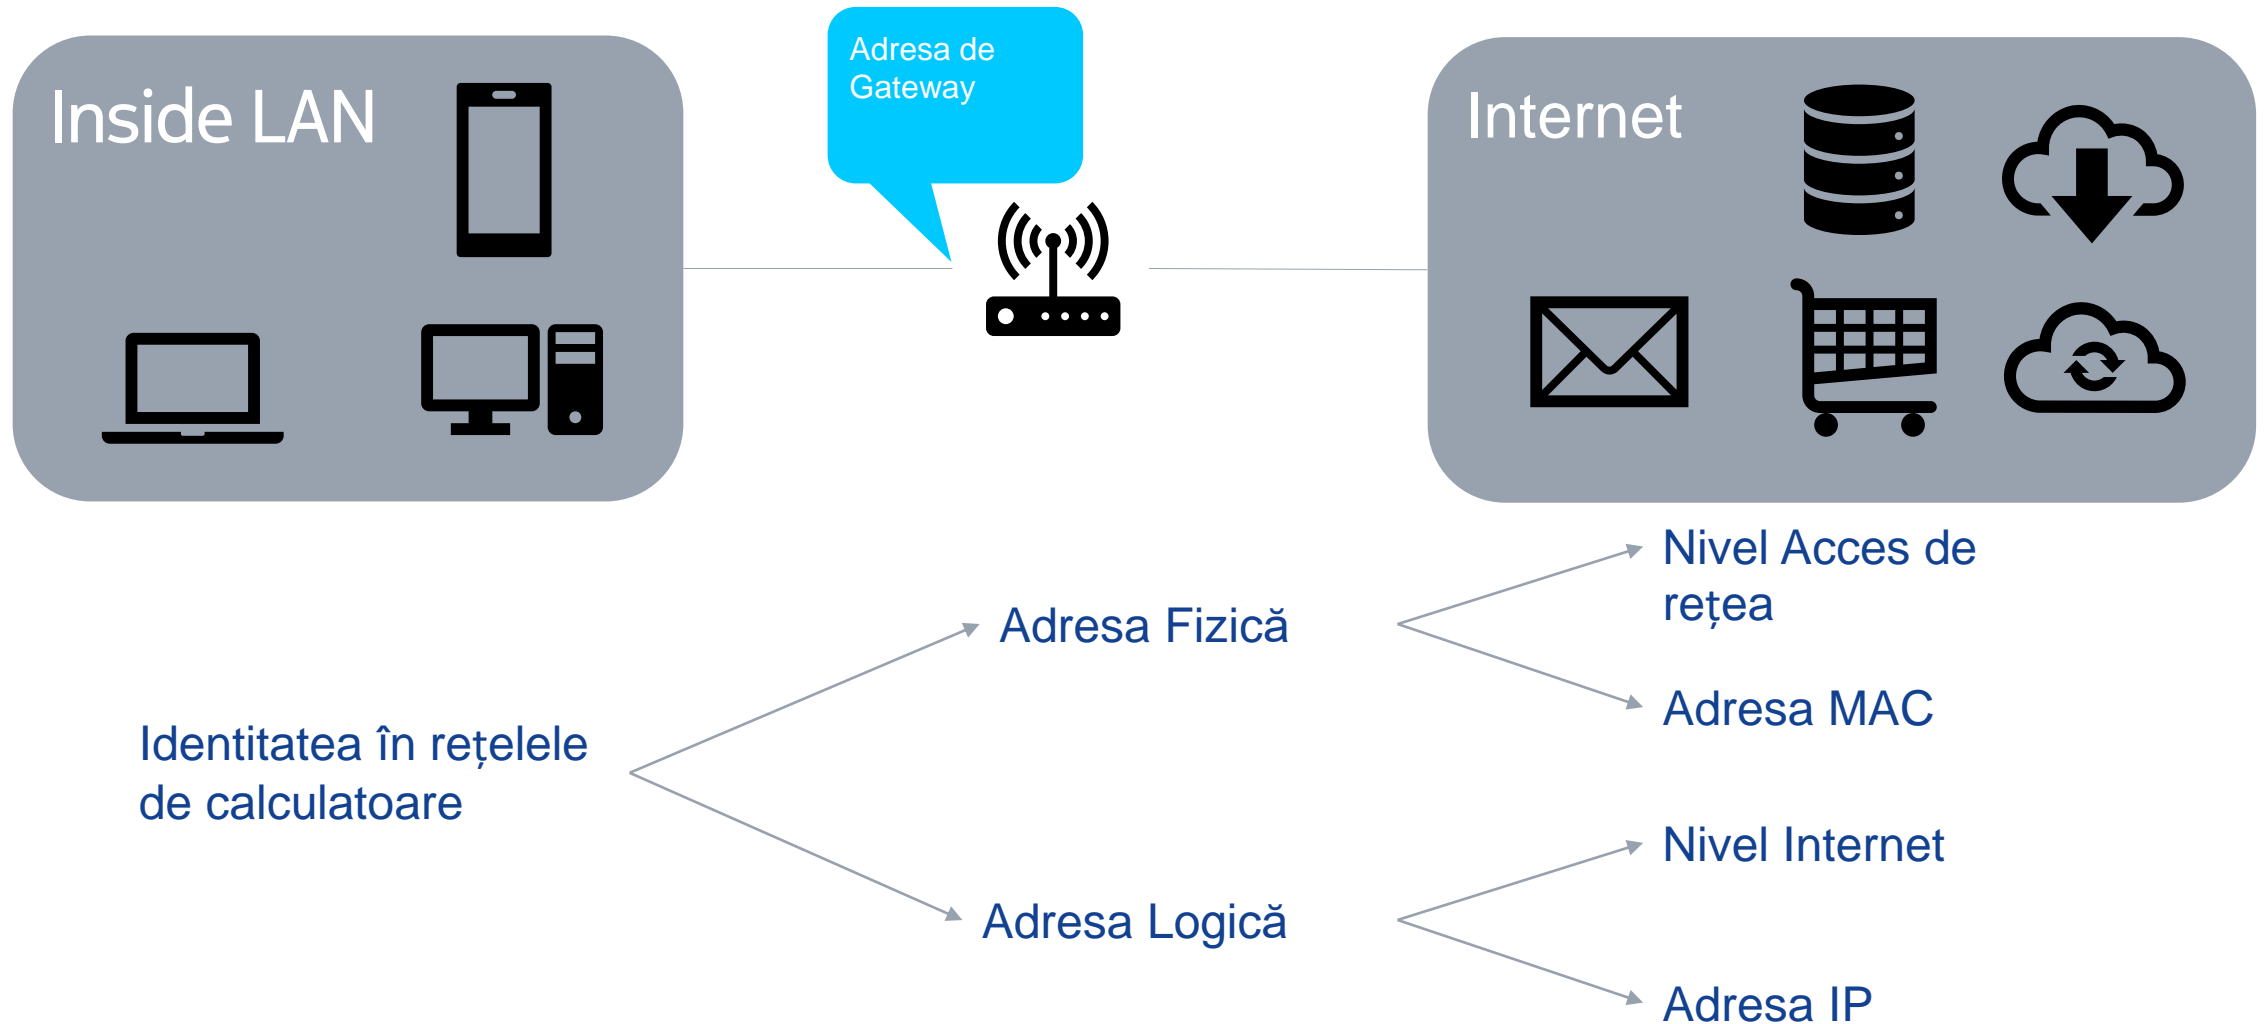 Inside LAN
Adresa de
Gateway
Internet
Nivel Acces de
rețea
Adresa Fizică
Adresa MAC
Identitatea în rețelele
de calculatoare
Nivel Internet
Adresa Logică
Adresa IP